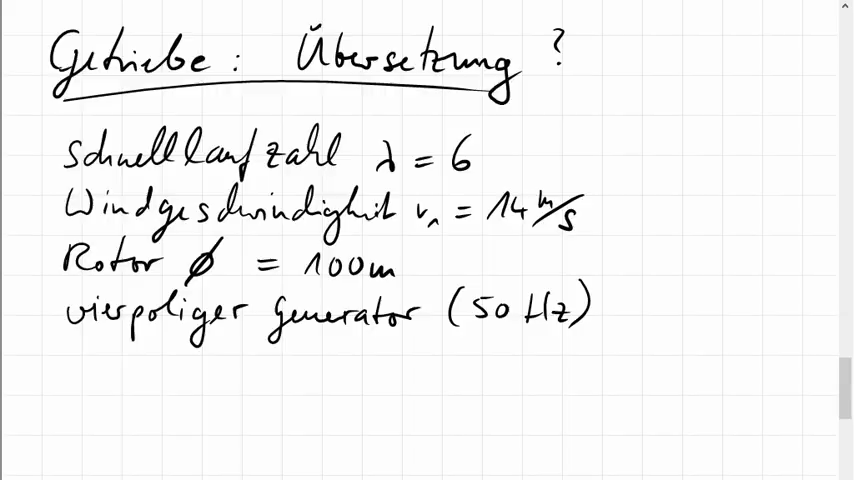 Getriebe: Übersetzung?
Schnelllaufzahl λ = 6
Windgeschwindigkeit v₁ = 14 m/s
Rotor ϕ = 100m
vierpoliger Generator (50 Hz)